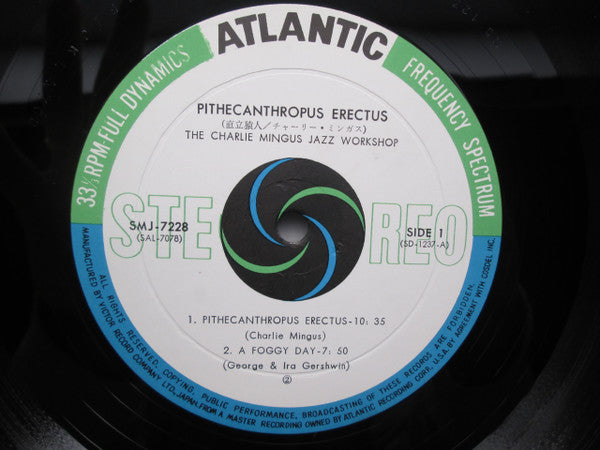 ATLANTIC
33⅓ RPM-FULL DYNAMICS
FREQUENCY SPECTRUM
PITHECANTHROPUS ERECTUS
(直立猿人/チャーリー・ミンガス)
THE CHARLIE MINGUS JAZZ WORKSHOP
STEREO
SMJ-7228
(SAL-7078)
SIDE 1
(SD-1237-A)
1. PITHECANTHROPUS ERECTUS-10: 35
(Charlie Mingus)
2. A FOGGY DAY-7: 50
(George & Ira Gershwin)
②
ALL RIGHTS RESERVED. COPYING, PUBLIC PERFORMANCE, BROADCASTING OF THESE RECORDS ARE FORBIDDEN.
MANUFACTURED BY VICTOR RECORD COMPANY LTD., JAPAN. FROM A MASTER RECORDING OWNED BY ATLANTIC RECORDING CORP. U.S.A. BY AGREEMENT WITH COSDEL INC.